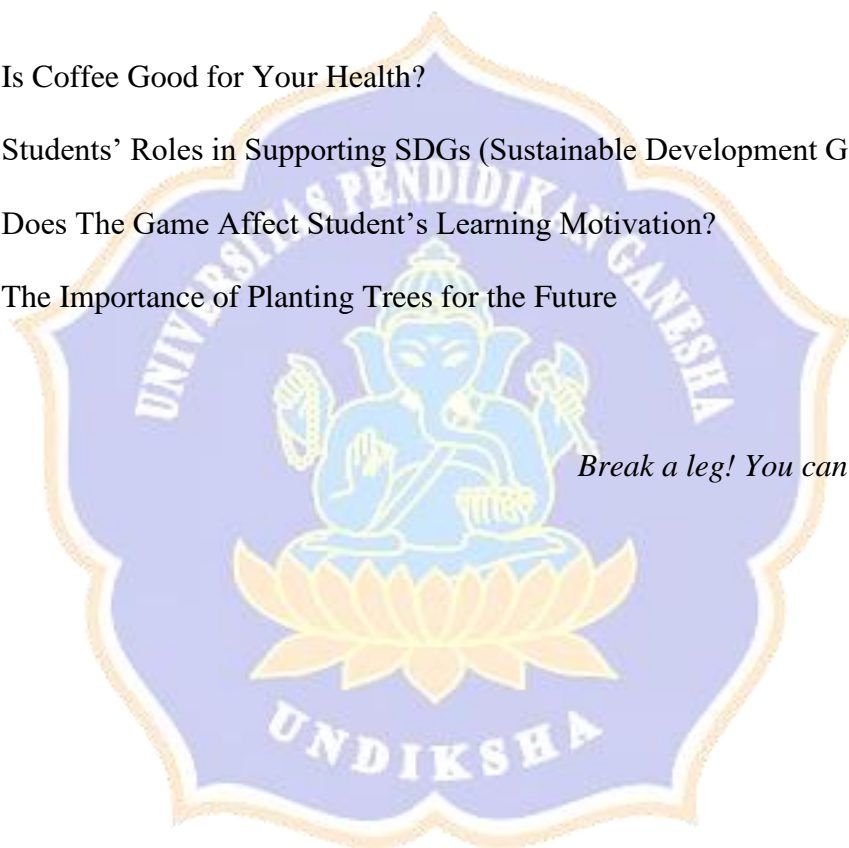 Is Coffee Good for Your Health?
Students’ Roles in Supporting SDGs (Sustainable Development G
Does The Game Affect Student’s Learning Motivation?
The Importance of Planting Trees for the Future
UNIVERSITAS PENDIDIKAN GANESHA
Break a leg! You can
UNDIKSHA